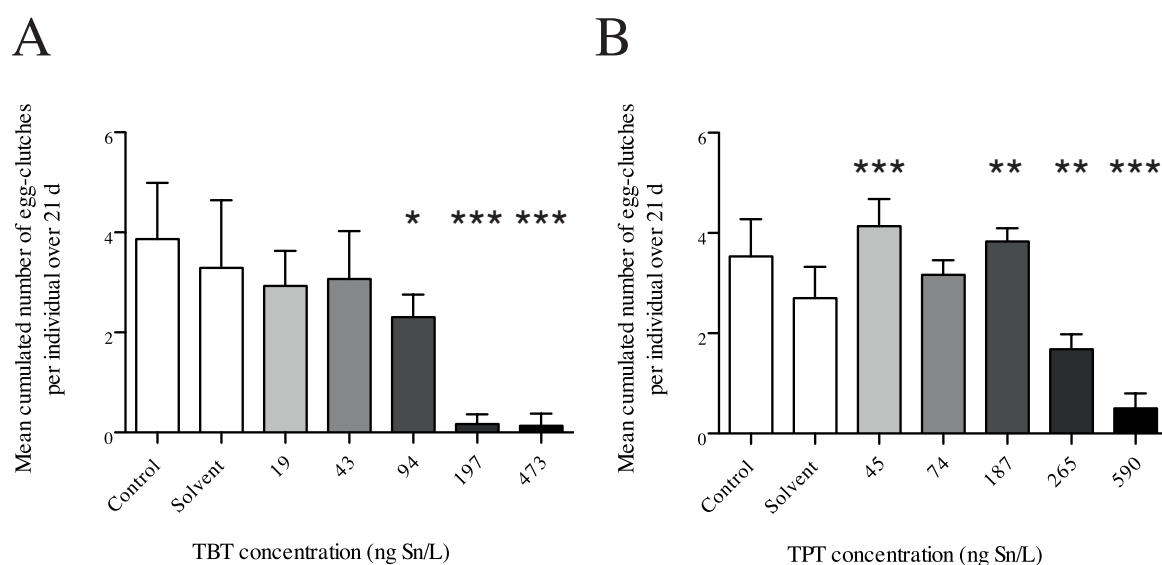 A
Mean cumulated number of egg-clutches
per individual over 21 d
6
4
2
0
*
***
***
Control
Solvent
19
43
94
197
473
TBT concentration (ng Sn/L)
B
Mean cumulated number of egg-clutches
per individual over 21 d
6
4
2
0
***
**
**
***
Control
Solvent
45
74
187
265
590
TPT concentration (ng Sn/L)